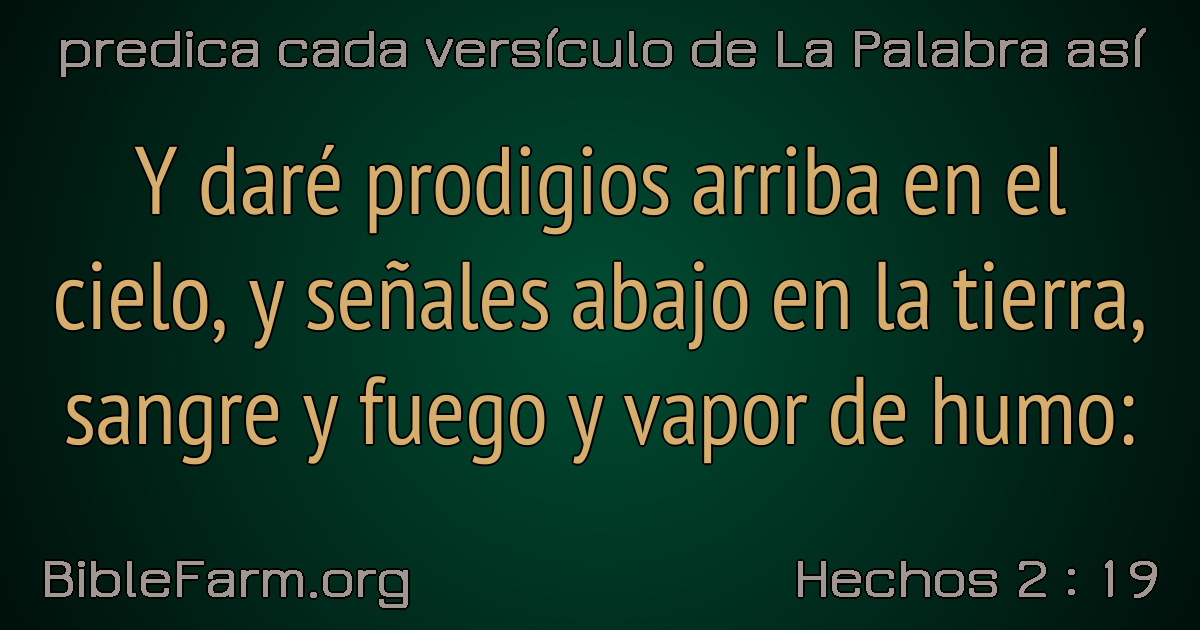 predica cada versículo de La Palabra así
Y daré prodigios arriba en el
cielo, y señales abajo en la tierra,
sangre y fuego y vapor de humo:
BibleFarm.org
Hechos 2 : 19